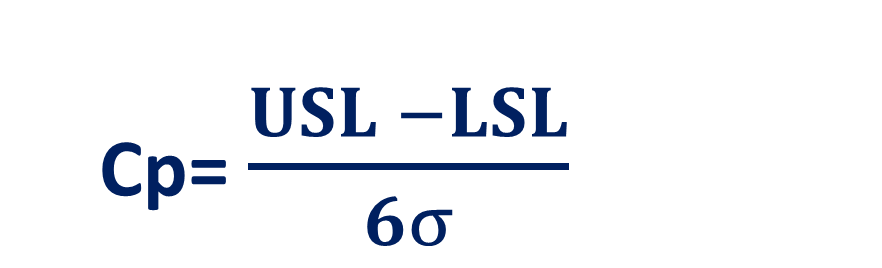 USL –LSL
Cp=
6σ